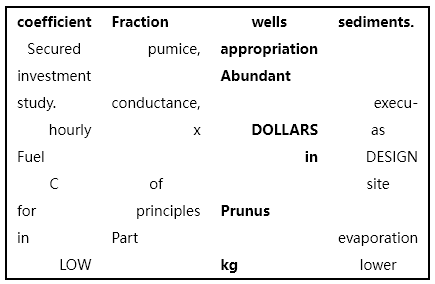 coefficient Fraction wells sediments.
Secured pumice, appropriation
investment Abundant
study. conductance, execu-
hourly x DOLLARS as
Fuel in DESIGN
C of site
for principles Prunus
in Part evaporation
LOW kg lower